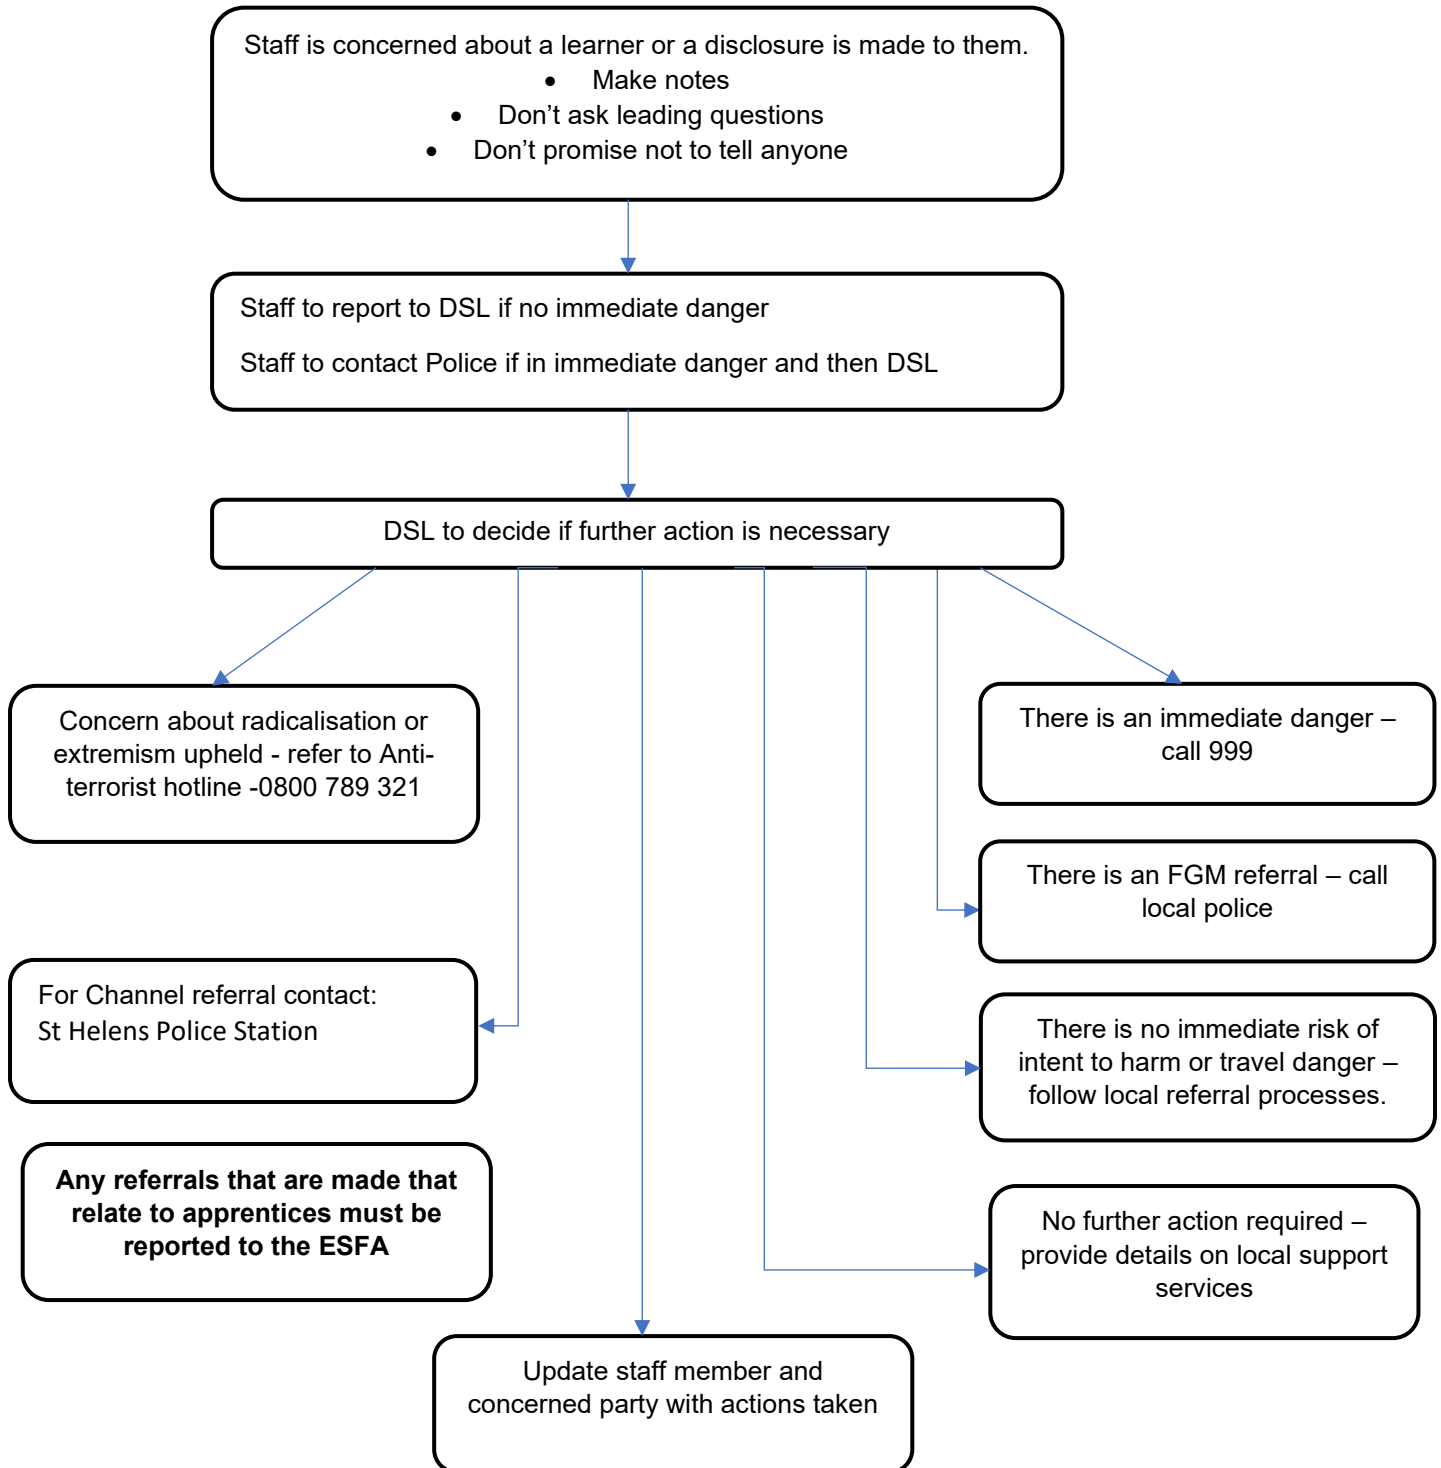 Staff is concerned about a learner or a disclosure is made to them.
• Make notes
• Don’t ask leading questions
• Don’t promise not to tell anyone
Staff to report to DSL if no immediate danger
Staff to contact Police if in immediate danger and then DSL
DSL to decide if further action is necessary
Concern about radicalisation or
extremism upheld - refer to Anti-
terrorist hotline -0800 789 321
There is an immediate danger –
call 999
There is an FGM referral – call
local police
For Channel referral contact:
St Helens Police Station
There is no immediate risk of
intent to harm or travel danger –
follow local referral processes.
Any referrals that are made that
relate to apprentices must be
reported to the ESFA
No further action required –
provide details on local support
services
Update staff member and
concerned party with actions taken